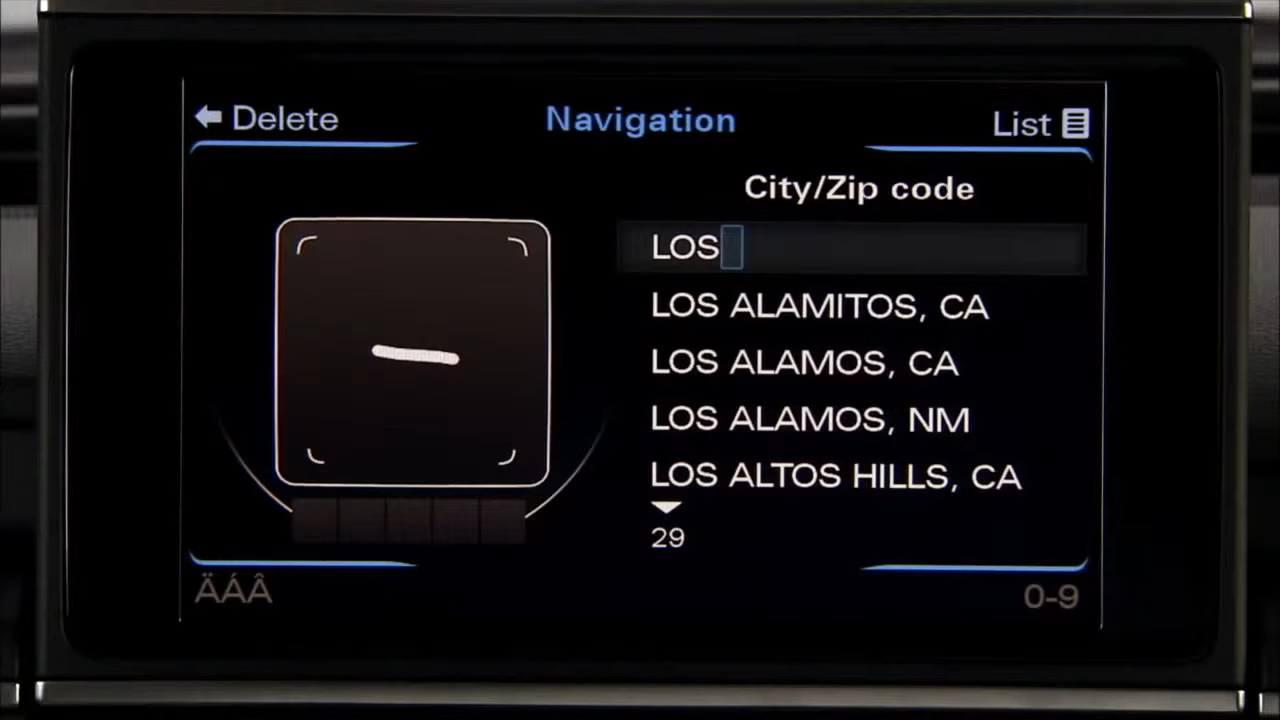 Delete
Navigation
List
City/Zip code
LOS
LOS ALAMITOS, CA
LOS ALAMOS, CA
LOS ALAMOS, NM
LOS ALTOS HILLS, CA
29
ÄÁÂ
0-9